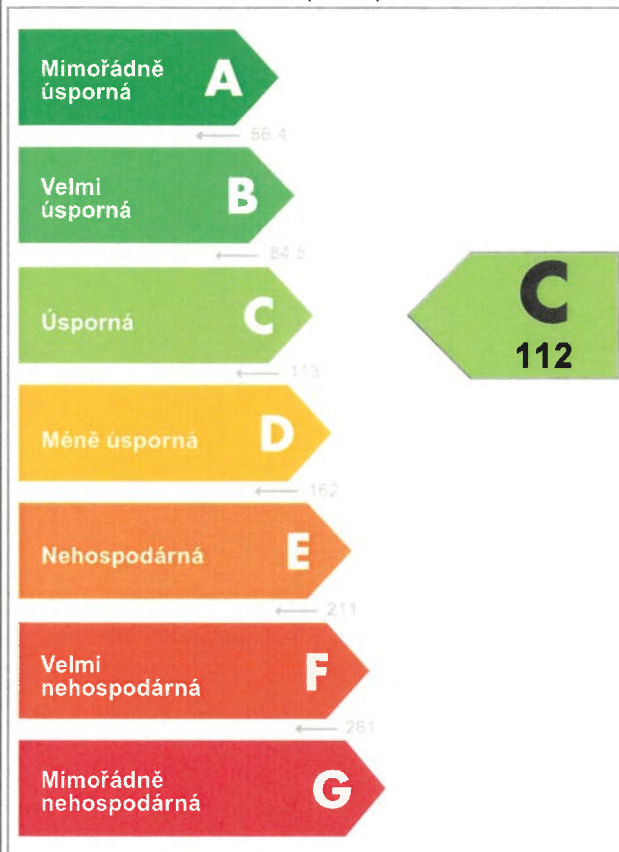 Mimořádně
úsporná
A
56.4
Velmi
úsporná
B
84.5
Úsporná
C
113
C
112
Méně úsporná
D
162
Nehospodárná
E
211
Velmi
nehospodárná
F
261
Mimořádně
nehospodárná
G